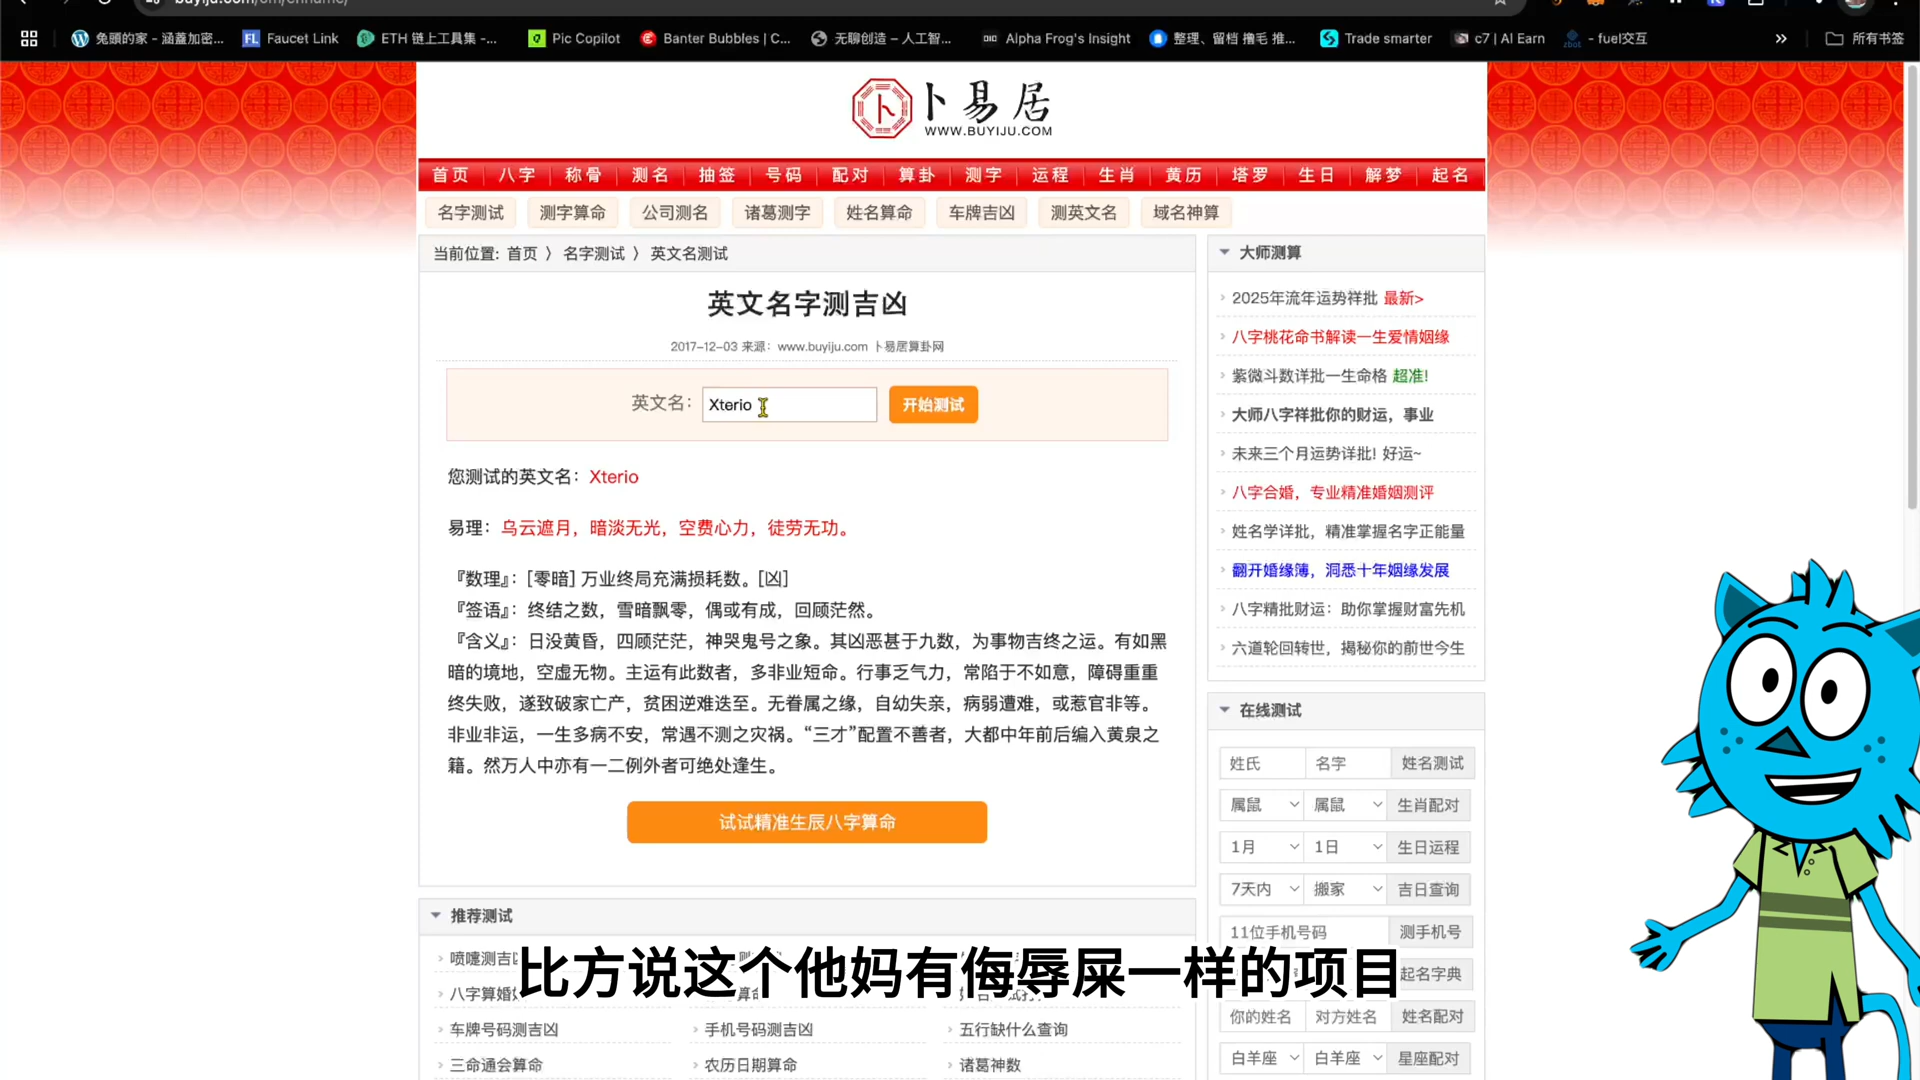 兔頭的家 - 涵蓋加密...
FL Faucet Link
ETH 链上工具集 -...
Pic Copilot
Banter Bubbles | C...
无聊创造 – 人工智...
Alpha Frog's Insight
整理、留档 撸毛 推...
Trade smarter
c7 | AI Earn
- fuel交互
所有书签
卜易居
WWW.BUYIJU.COM
首页 八字 称骨 测名 抽签 号码 配对 算卦 测字 运程 生肖 黄历 塔罗 生日 解梦 起名
名字测试 测字算命 公司测名 诸葛测字 姓名算命 车牌吉凶 测英文名 域名神算
当前位置: 首页 〉 名字测试 〉 英文名测试
英文名字测吉凶
2017-12-03 来源：www.buyiju.com 卜易居算卦网
英文名： Xterio 开始测试
您测试的英文名：Xterio
易理：乌云遮月，暗淡无光，空费心力，徒劳无功。
『数理』：[零暗] 万业终局充满损耗数。[凶]
『签语』：终结之数，雪暗飘零，偶或有成，回顾茫然。
『含义』：日没黄昏，四顾茫茫，神哭鬼号之象。其凶恶甚于九数，为事物吉终之运。有如黑
暗的境地，空虚无物。主运有此数者，多非业短命。行事乏气力，常陷于不如意，障碍重重
终失败，遂致破家亡产，贫困逆难迭至。无眷属之缘，自幼失亲，病弱遭难，或惹官非等。
非业非运，一生多病不安，常遇不测之灾祸。“三才”配置不善者，大都中年前后编入黄泉之
籍。然万人中亦有一二例外者可绝处逢生。
试试精准生辰八字算命
推荐测试
喷嚏测吉凶
八字算婚姻
车牌号码测吉凶 手机号码测吉凶 五行缺什么查询
三命通会算命 农历日期算命 诸葛神数
大师测算
2025年流年运势祥批 最新>
八字桃花命书解读一生爱情姻缘
紫微斗数详批一生命格 超准!
大师八字祥批你的财运，事业
未来三个月运势详批! 好运~
八字合婚，专业精准婚姻测评
姓名学详批，精准掌握名字正能量
翻开婚缘簿，洞悉十年姻缘发展
八字精批财运：助你掌握财富先机
六道轮回转世，揭秘你的前世今生
在线测试
姓氏 名字 姓名测试
属鼠 属鼠 生肖配对
1月 1日 生日运程
7天内 搬家 吉日查询
11位手机号码 测手机号
起名字典
你的姓名 对方姓名 姓名配对
白羊座 白羊座 星座配对
比方说这个他妈有侮辱屎一样的项目